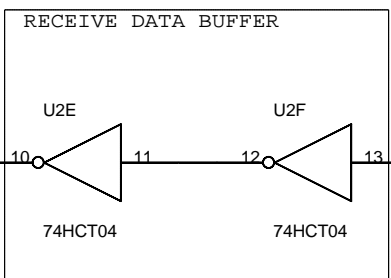 RECEIVE DATA BUFFER
U2E U2F
10 11 12 13
74HCT04 74HCT04